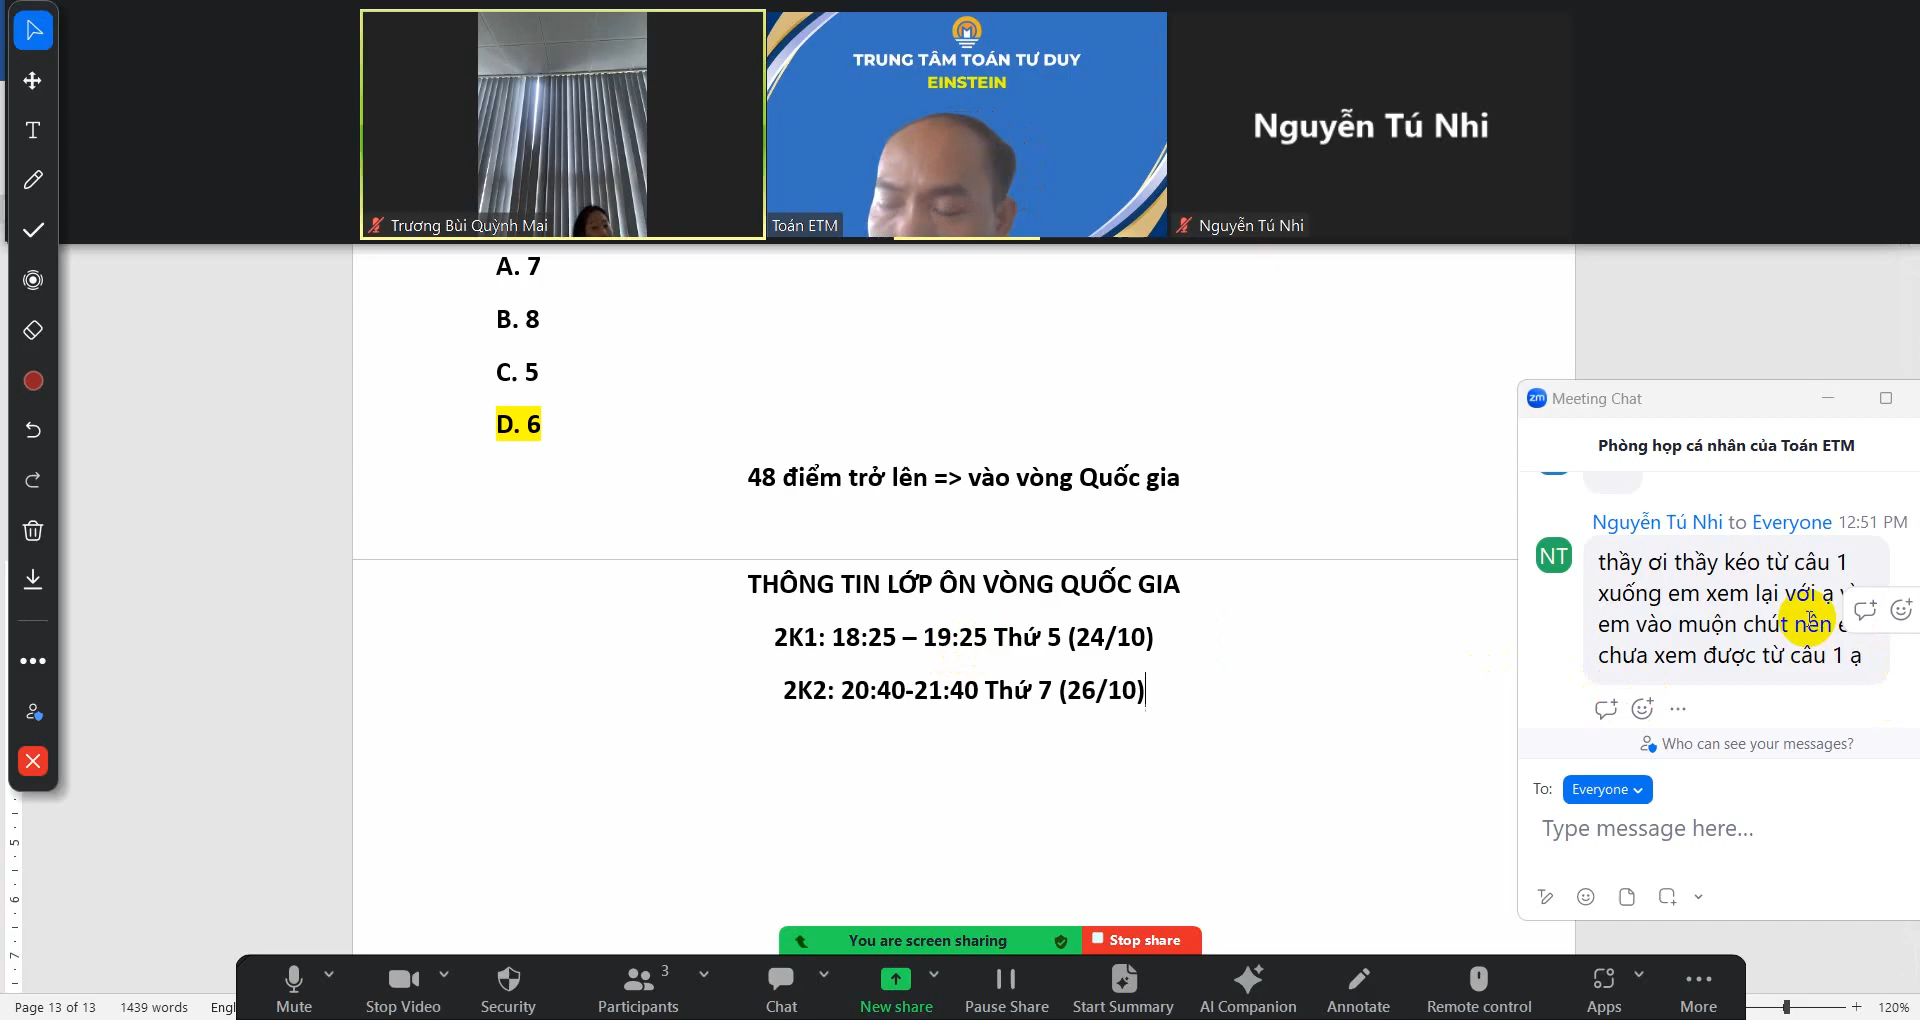 TRUNG TÂM TOÁN TƯ DUY
EINSTEIN
Nguyễn Tú Nhi
Trương Bùi Quỳnh Mai
Toán ETM
Nguyễn Tú Nhi
A. 7
B. 8
C. 5
D. 6
48 điểm trở lên => vào vòng Quốc gia
THÔNG TIN LỚP ÔN VÒNG QUỐC GIA
2K1: 18:25 – 19:25 Thứ 5 (24/10)
2K2: 20:40-21:40 Thứ 7 (26/10)
zm Meeting Chat
Phòng họp cá nhân của Toán ETM
Nguyễn Tú Nhi to Everyone 12:51 PM
NT
thầy ơi thầy kéo từ câu 1
xuống em xem lại với ạ
em vào muộn chút nên
chưa xem được từ câu 1 ạ
Who can see your messages?
To: Everyone
Type message here...
You are screen sharing
Stop share
Mute
Stop Video
Security
3
Participants
Chat
New share
Pause Share
Start Summary
AI Companion
Annotate
Remote control
Apps
More
Page 13 of 13
1439 words
120%
5
6
7